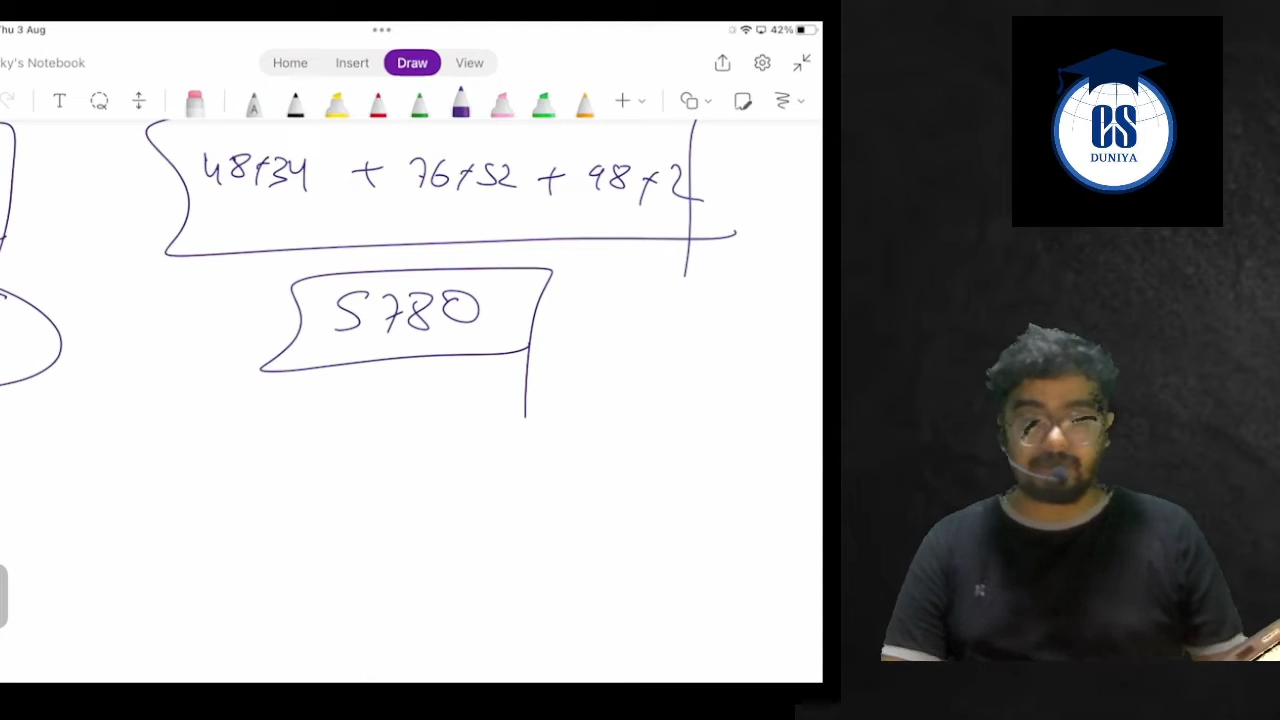 Thu 3 Aug
42%
ky's Notebook
Home Insert Draw View
48×34 + 76×52 + 98×2
5780
CS
DUNIYA